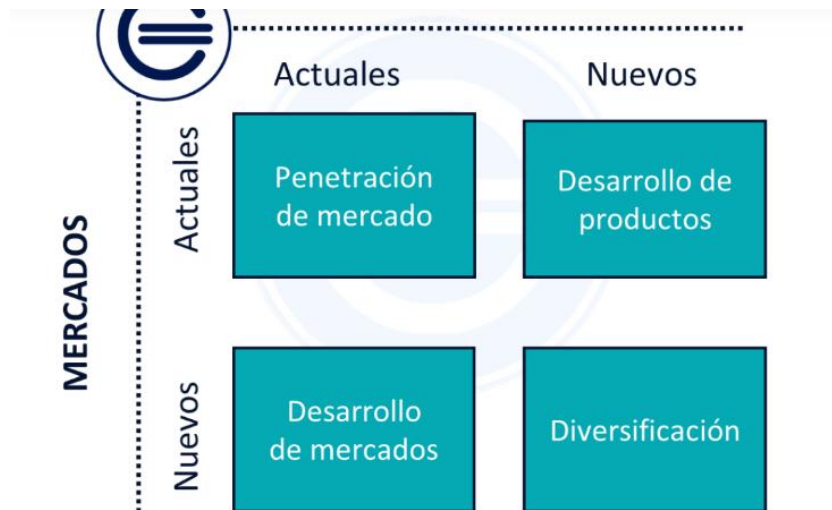 Actuales
Nuevos
MERCADOS
Actuales
Penetración
de mercado
Desarrollo de
productos
Nuevos
Desarrollo
de mercados
Diversificación